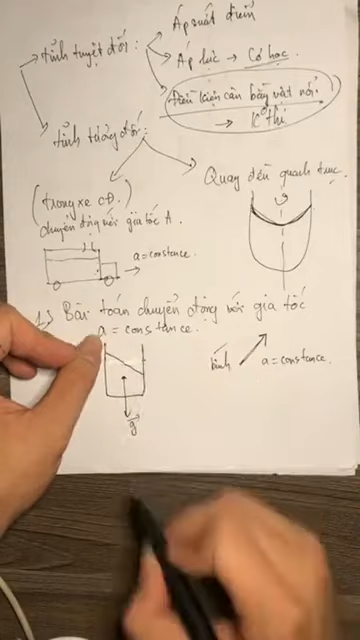 Áp suất điểm
tĩnh tuyệt đối :
Áp lực → Cơ học.
Điều kiện cân bằng vật nổi
→ K⁰ thi
tĩnh tương đối :
Quay đều quanh trục.
(trong xe CĐ.)
chuyển động với gia tốc A.
a = constance.
1> Bài toán chuyển động với gia tốc
a = constance.
bình
a = constance.
g